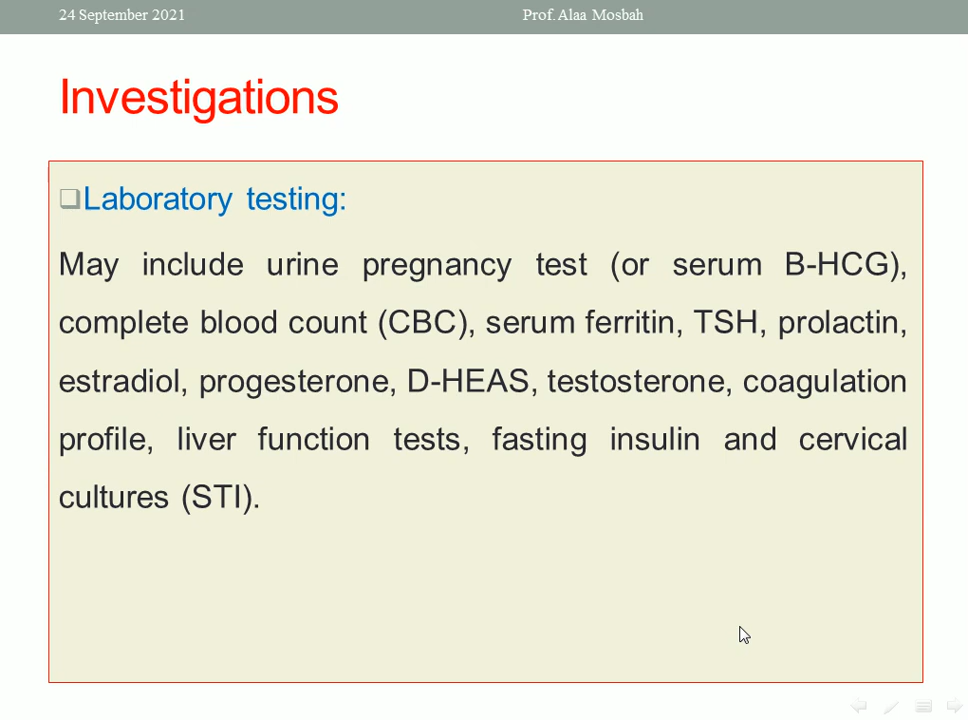 24 September 2021 Prof. Alaa Mosbah
Investigations
Laboratory testing:
May include urine pregnancy test (or serum B-HCG),
complete blood count (CBC), serum ferritin, TSH, prolactin,
estradiol, progesterone, D-HEAS, testosterone, coagulation
profile, liver function tests, fasting insulin and cervical
cultures (STI).